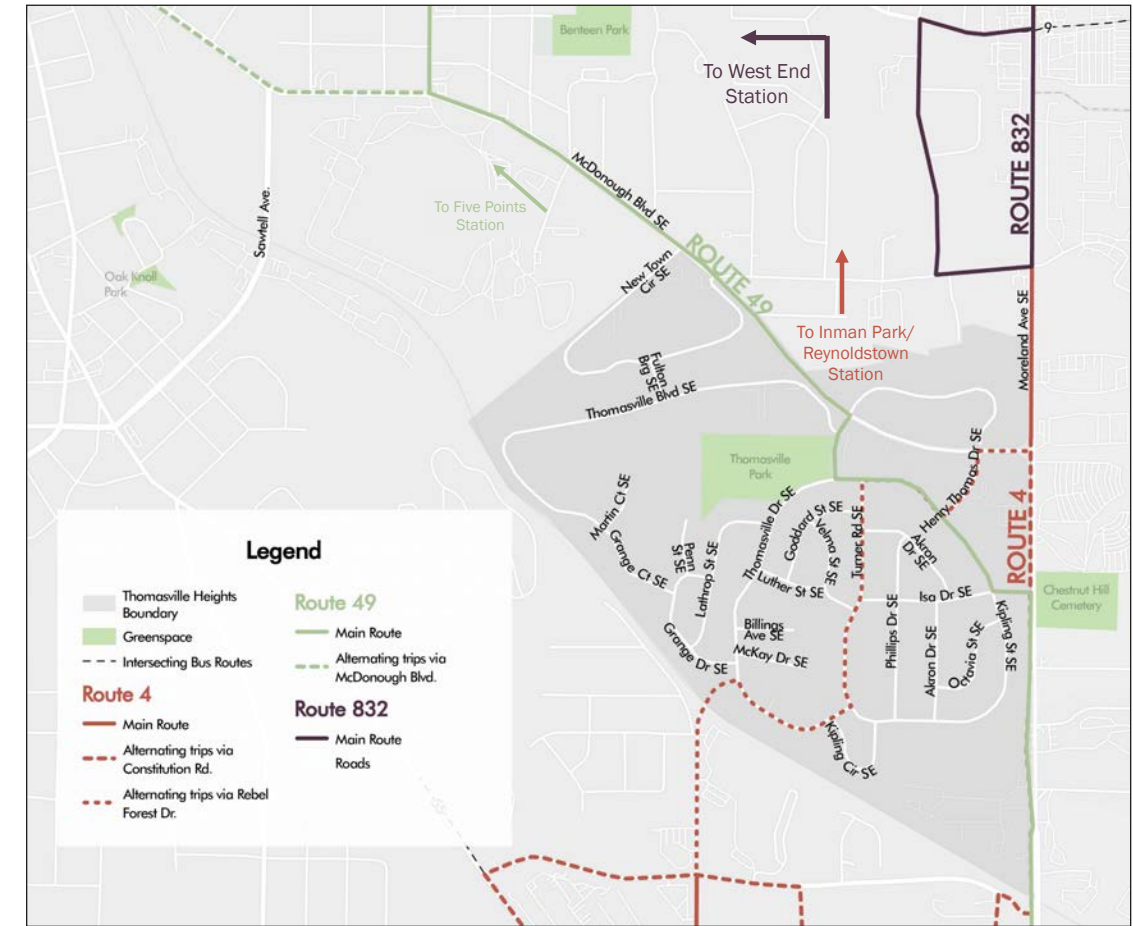 Benteen Park
9
To West End
Station
ROUTE 832
McDonough Blvd SE
To Five Points
Station
Sawtell Ave.
Oak Knoll
Park
New Town
Cir SE
ROUTE 49
To Inman Park/
Reynoldstown
Station
Moreland Ave SE
Fulton
Brg SE
Thomasville Blvd SE
Thomasville
Park
Henry Thomas Dr SE
Martin Ct SE
Grange Ct SE
Penn
St SE
Lathrop St SE
Thomasville Dr SE
Goddard St SE
Velma St SE
Turner Rd SE
Akron
Dr SE
ROUTE 4
Luther St SE
Isa Dr SE
Chestnut Hill
Cemetery
Billings
Ave SE
McKay Dr SE
Grange Dr SE
Phillips Dr SE
Akron Dr SE
Octavia St SE
Kipling St SE
Kipling Cir SE
Legend
Thomasville Heights
Boundary
Greenspace
Intersecting Bus Routes
Route 4
Main Route
Alternating trips via
Constitution Rd.
Alternating trips via Rebel
Forest Dr.
Route 49
Main Route
Alternating trips via
McDonough Blvd.
Route 832
Main Route
Roads